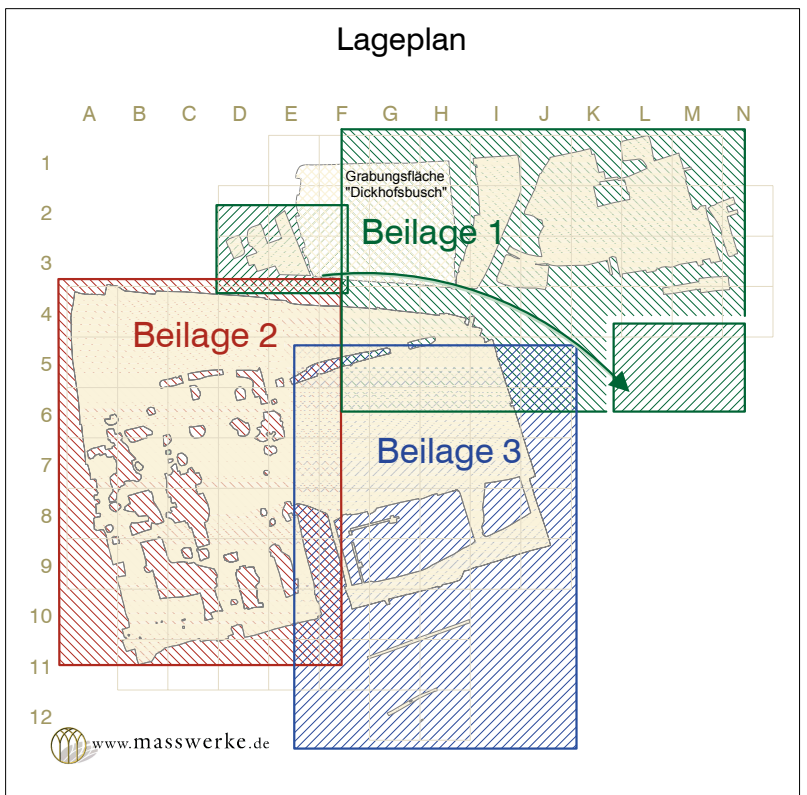 Lageplan
A B C D E F G H I J K L M N
1
Grabungsfläche
"Dickhofsbusch"
2
Beilage 1
3
4
Beilage 2
5
6
Beilage 3
7
8
9
10
11
12
www.masswerke.de